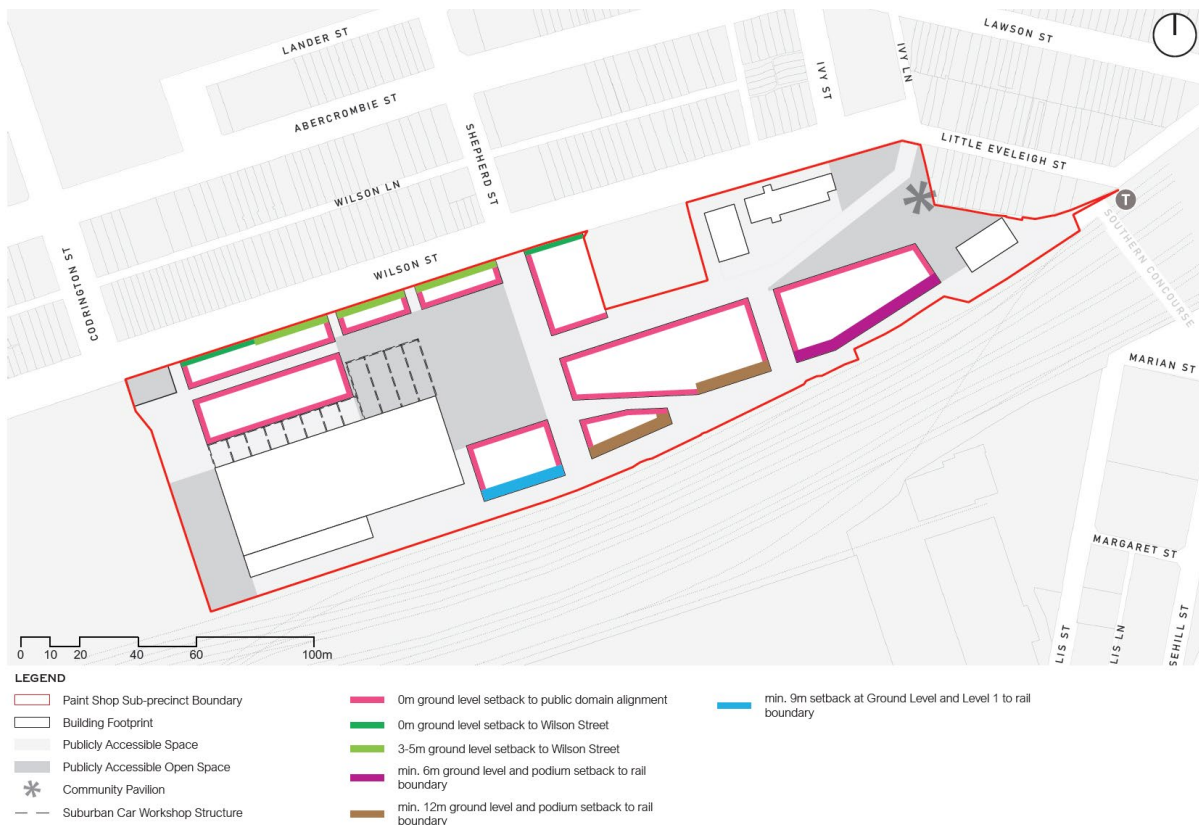 LANDER ST
LAWSON ST
IVY ST
IVY LN
ABERCROMBIE ST
SHEPHERD ST
LITTLE EVELEIGH ST
WILSON LN
T
SOUTHERN CONCOURSE
CODRINGTON ST
WILSON ST
MARIAN ST
MARGARET ST
LIS ST
LIS LN
SEHILL ST
0 10 20 40 60 100m
LEGEND
Paint Shop Sub-precinct Boundary
Building Footprint
Publicly Accessible Space
Publicly Accessible Open Space
Community Pavilion
Suburban Car Workshop Structure
0m ground level setback to public domain alignment
0m ground level setback to Wilson Street
3-5m ground level setback to Wilson Street
min. 6m ground level and podium setback to rail
boundary
min. 12m ground level and podium setback to rail
boundary
min. 9m setback at Ground Level and Level 1 to rail
boundary